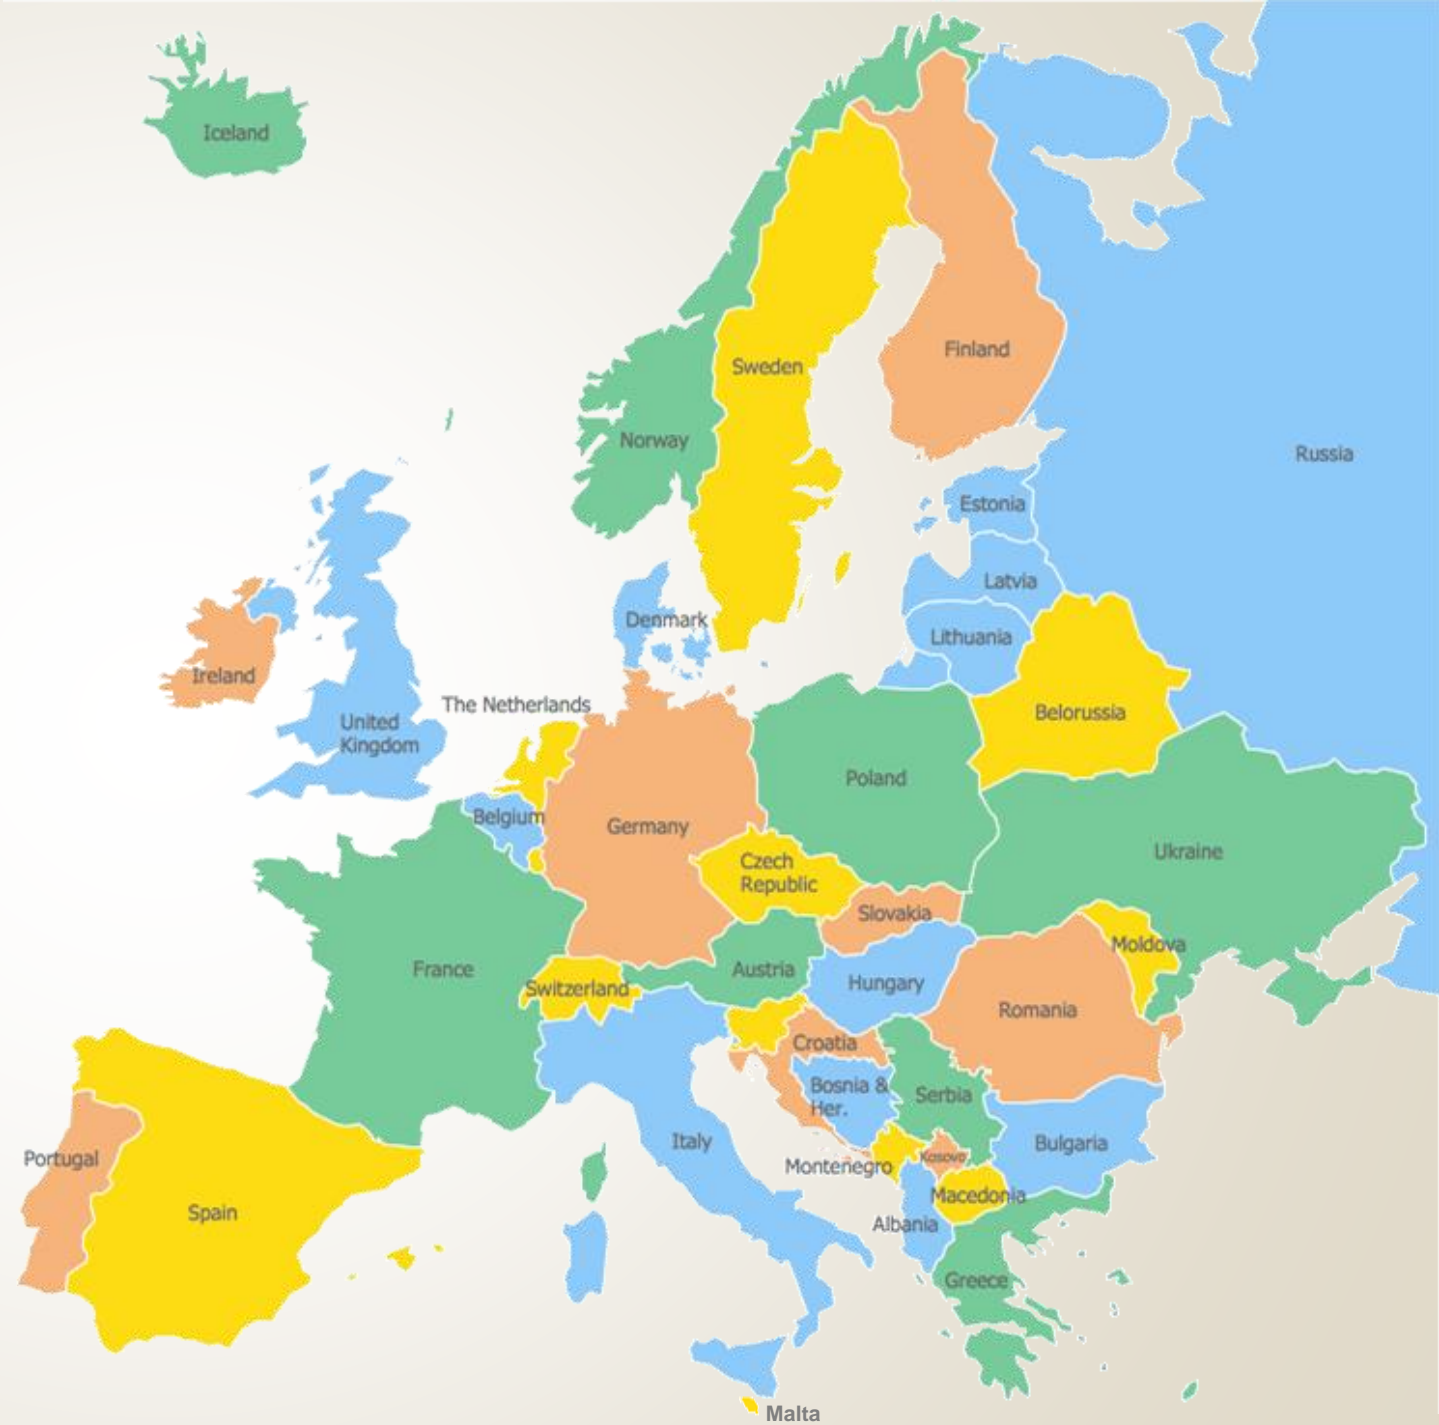 Iceland
Finland
Sweden
Norway
Russia
Estonia
Latvia
Denmark
Lithuania
Ireland
The Netherlands
Belorussia
United
Kingdom
Poland
Belgium
Germany
Ukraine
Czech
Republic
Slovakia
Moldova
France
Austria
Switzerland
Hungary
Romania
Croatia
Bosnia &
Her.
Serbia
Italy
Bulgaria
Portugal
Kosovo
Montenegro
Macedonia
Spain
Albania
Greece
Malta